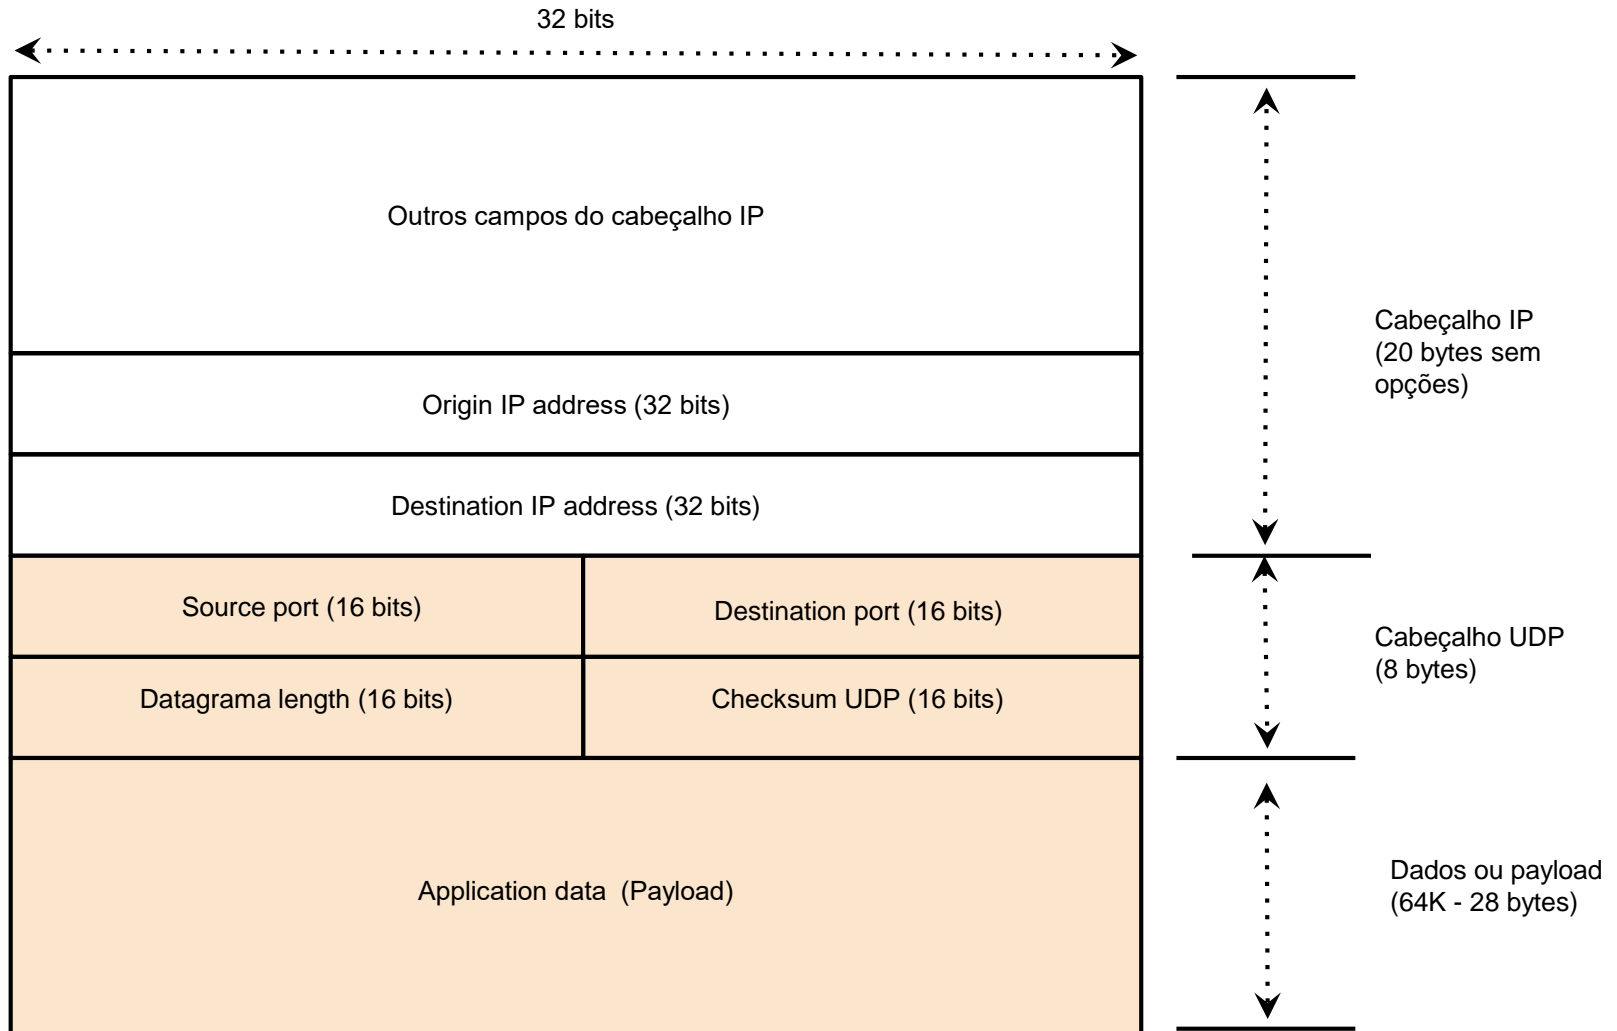 32 bits
Outros campos do cabeçalho IP
Cabeçalho IP
(20 bytes sem
opções)
Origin IP address (32 bits)
Destination IP address (32 bits)
Source port (16 bits)
Destination port (16 bits)
Cabeçalho UDP
(8 bytes)
Datagrama length (16 bits)
Checksum UDP (16 bits)
Application data (Payload)
Dados ou payload
(64K - 28 bytes)